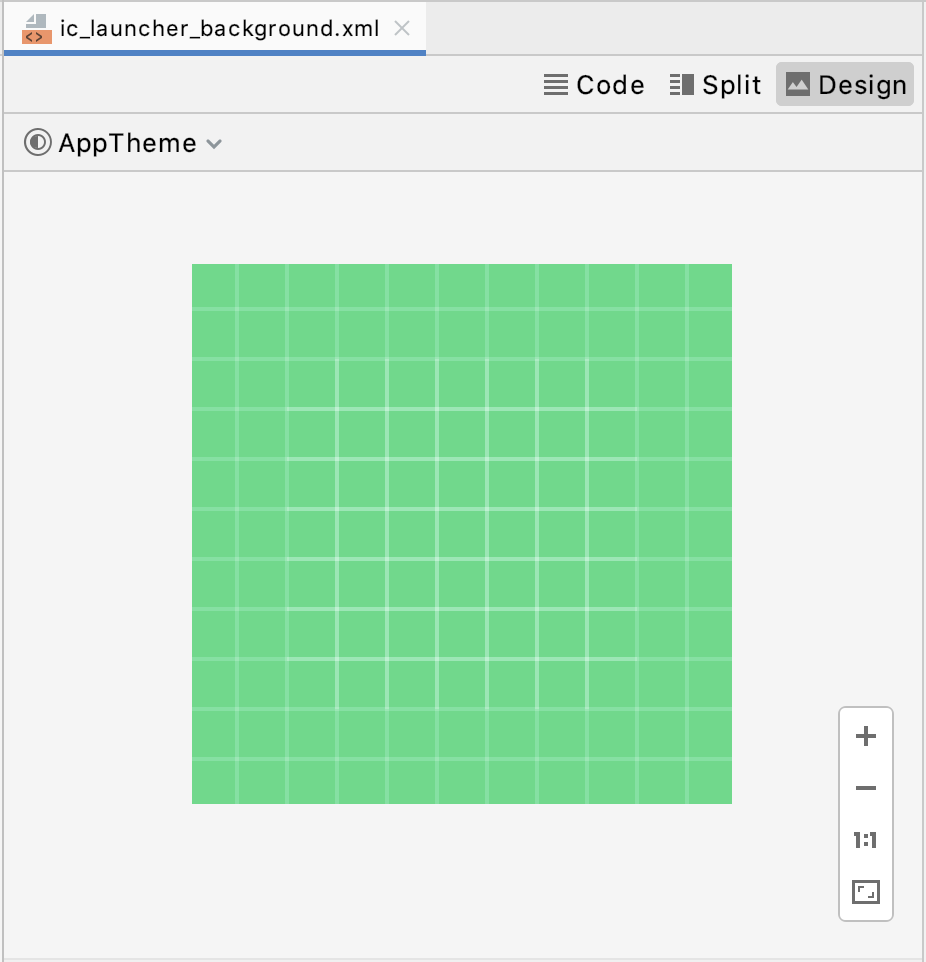 ic_launcher_background.xml
Code Split Design
AppTheme
1:1